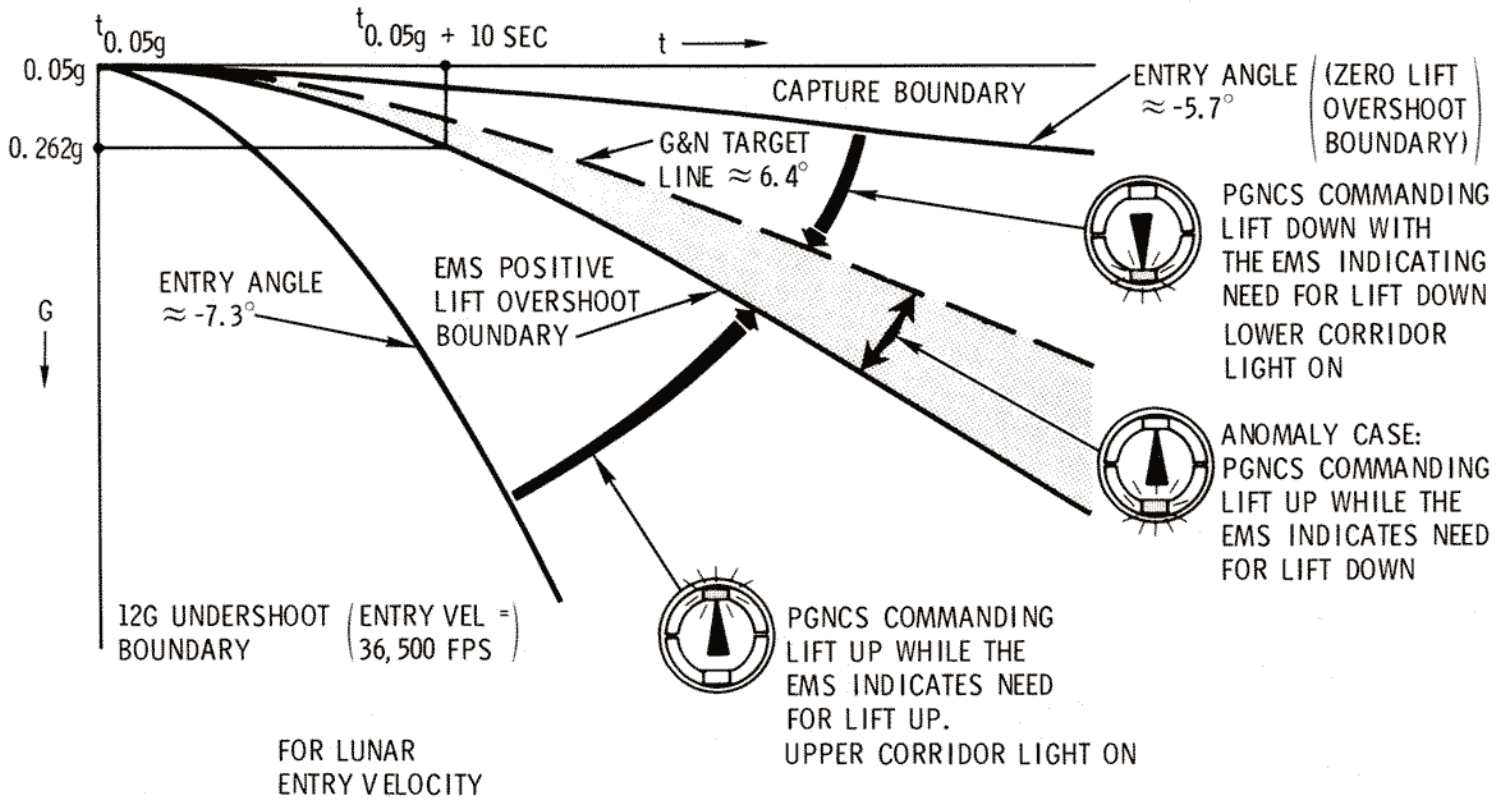 t0.05g
t0.05g + 10 SEC
t
0.05g
0.262g
G
CAPTURE BOUNDARY
ENTRY ANGLE
≈ -5.7°
(ZERO LIFT
OVERSHOOT
BOUNDARY)
G&N TARGET
LINE ≈ 6.4°
ENTRY ANGLE
≈ -7.3°
EMS POSITIVE
LIFT OVERSHOOT
BOUNDARY
PGNCS COMMANDING
LIFT DOWN WITH
THE EMS INDICATING
NEED FOR LIFT DOWN
LOWER CORRIDOR
LIGHT ON
ANOMALY CASE:
PGNCS COMMANDING
LIFT UP WHILE THE
EMS INDICATES NEED
FOR LIFT DOWN
12G UNDERSHOOT
BOUNDARY
(ENTRY VEL =
36,500 FPS)
PGNCS COMMANDING
LIFT UP WHILE THE
EMS INDICATES NEED
FOR LIFT UP.
UPPER CORRIDOR LIGHT ON
FOR LUNAR
ENTRY VELOCITY